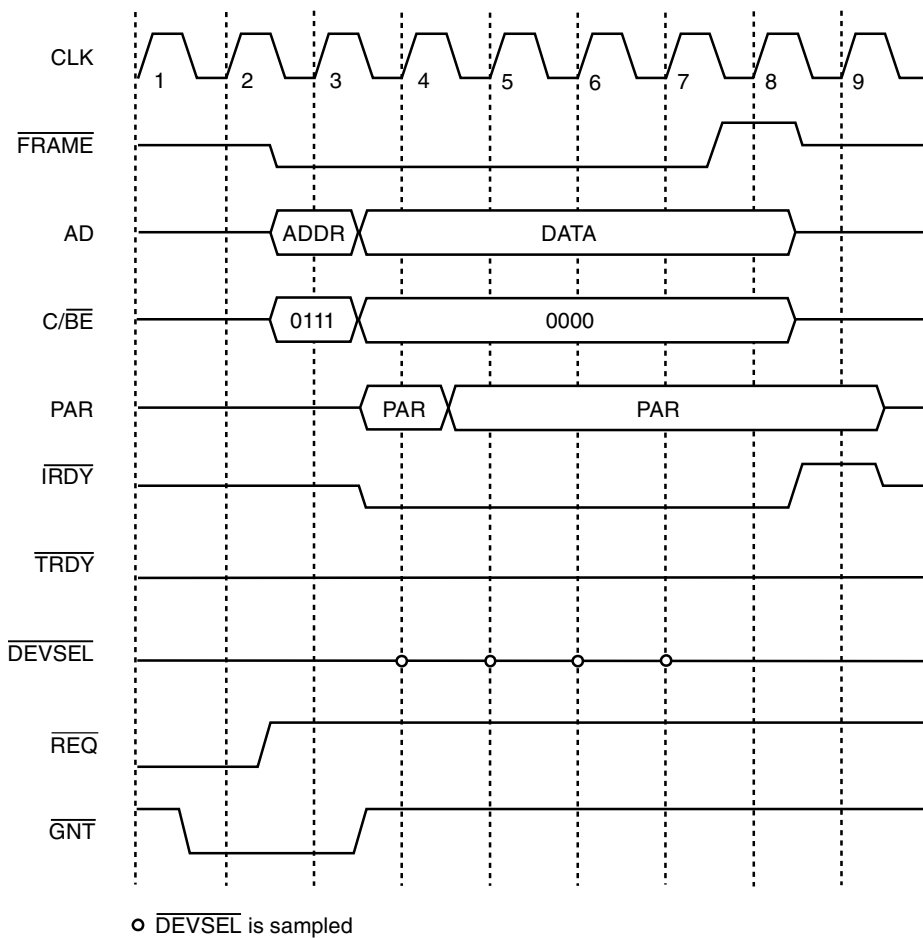 CLK
1 2 3 4 5 6 7 8 9
FRAME
AD ADDR DATA
C/BE 0111 0000
PAR PAR PAR
IRDY
TRDY
DEVSEL
REQ
GNT
DEVSEL is sampled